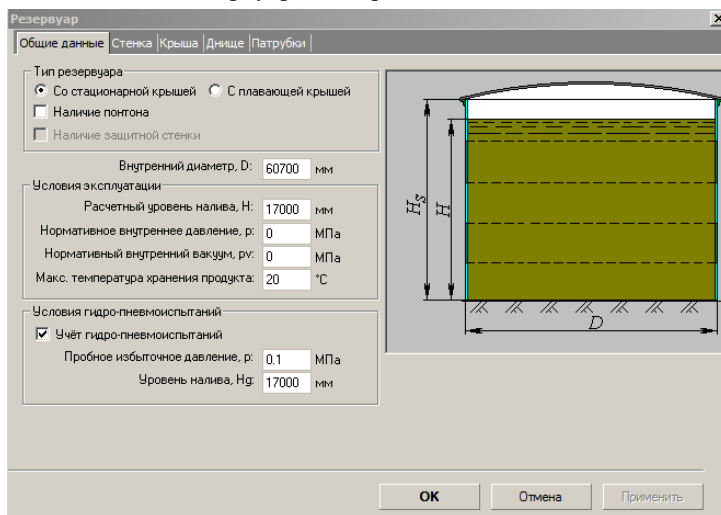 Резервуар
Общие данные Стенка Крыша Днище Патрубки
Тип резервуара
Со стационарной крышей С плавающей крышей
Наличие понтона
Наличие защитной стенки
Внутренний диаметр, D: 60700 мм
Условия эксплуатации
Расчетный уровень налива, H: 17000 мм
Нормативное внутреннее давление, p: 0 МПа
Нормативный внутренний вакуум, pv: 0 МПа
Макс. температура хранения продукта: 20 °C
Условия гидро-пневмоиспытаний
Учёт гидро-пневмоиспытаний
Пробное избыточное давление, p: 0.1 МПа
Уровень налива, Hg: 17000 мм
Hs
H
D
OK Отмена Применить